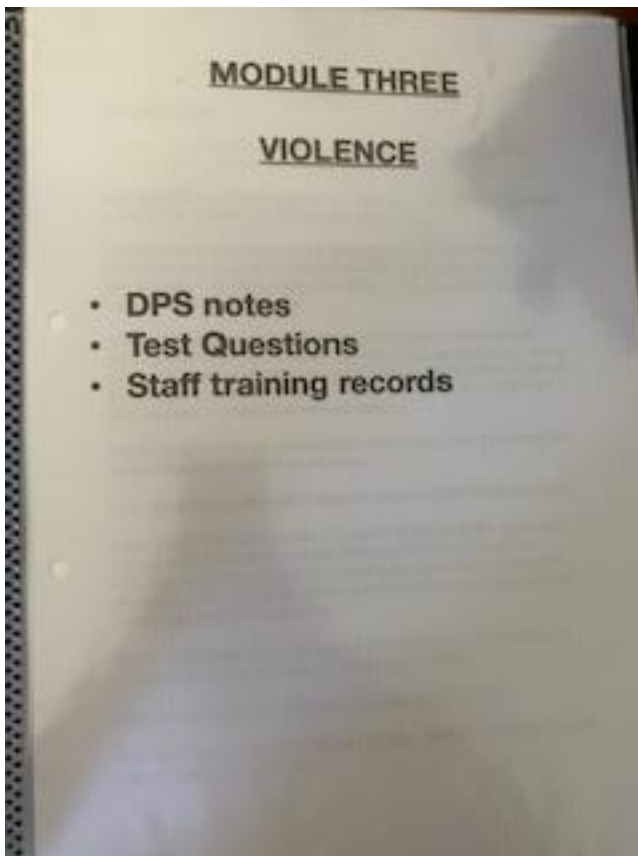 MODULE THREE
VIOLENCE
• DPS notes
• Test Questions
• Staff training records